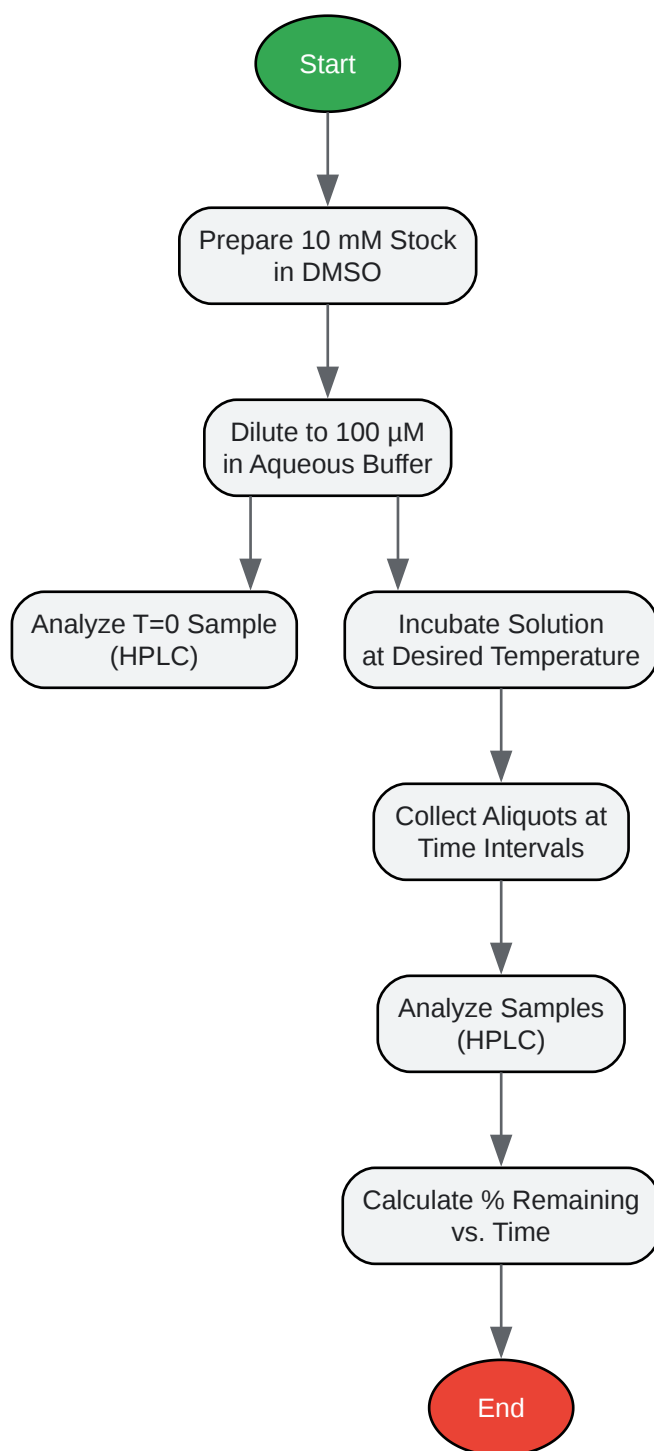 Start
Prepare 10 mM Stock
in DMSO
Dilute to 100 µM
in Aqueous Buffer
Analyze T=0 Sample
(HPLC)
Incubate Solution
at Desired Temperature
Collect Aliquots at
Time Intervals
Analyze Samples
(HPLC)
Calculate % Remaining
vs. Time
End